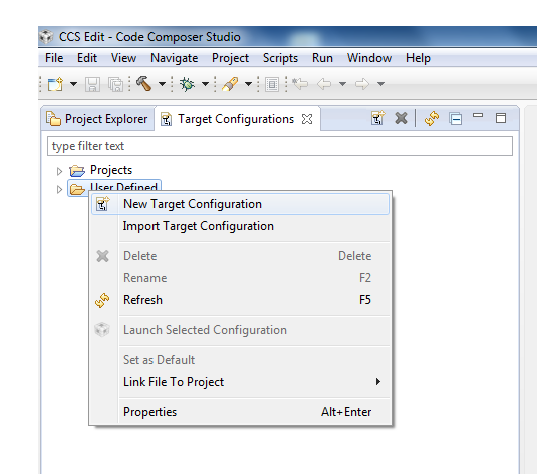 CCS Edit - Code Composer Studio
File Edit View Navigate Project Scripts Run Window Help
Project Explorer Target Configurations
type filter text
Projects
User Defined
New Target Configuration
Import Target Configuration
Delete Delete
Rename F2
Refresh F5
Launch Selected Configuration
Set as Default
Link File To Project
Properties Alt+Enter